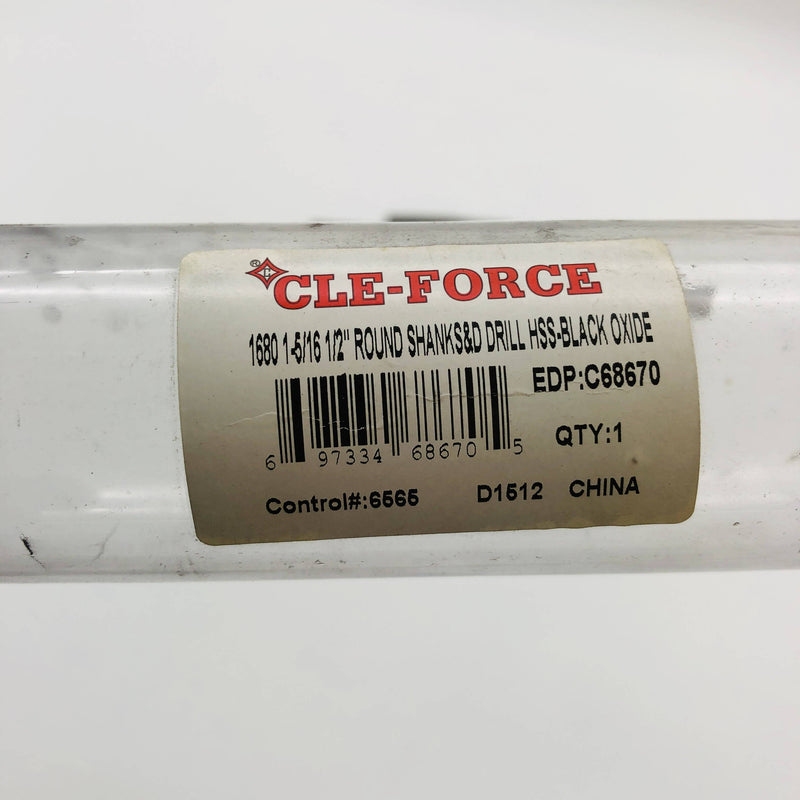 ® CLE-FORCE
1680 1-5/16 1/2" ROUND SHANKS&D DRILL HSS-BLACK OXIDE
EDP:C68670
6 97334 68670 5
QTY:1
Control#:6565 D1512 CHINA